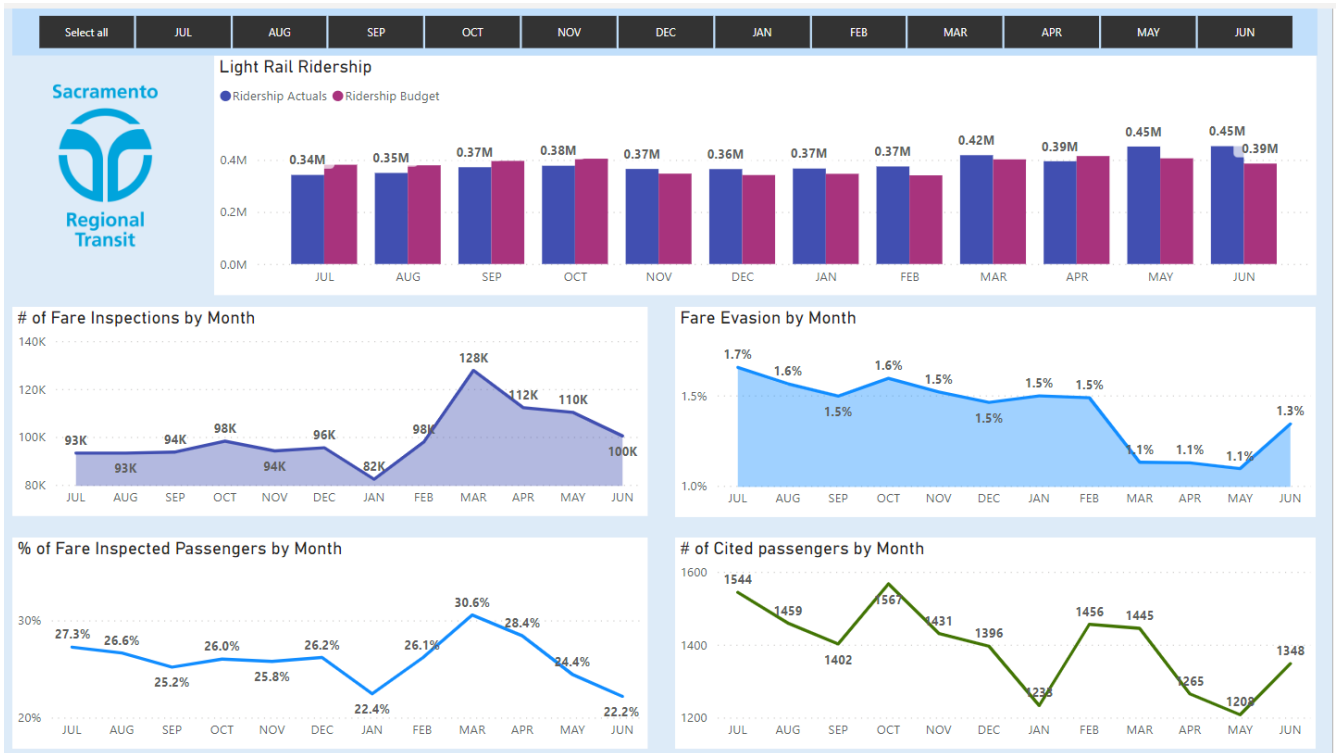 Select all JUL AUG SEP OCT NOV DEC JAN FEB MAR APR MAY JUN
Sacramento
Regional
Transit
Light Rail Ridership
Ridership Actuals Ridership Budget
0.4M
0.2M
0.0M
0.34M 0.35M 0.37M 0.38M 0.37M 0.36M 0.37M 0.37M 0.42M 0.39M 0.45M 0.45M 0.39M
JUL AUG SEP OCT NOV DEC JAN FEB MAR APR MAY JUN
# of Fare Inspections by Month
140K
120K
100K
80K
93K 93K 94K 98K 94K 96K 82K 98K 128K 112K 110K 100K
JUL AUG SEP OCT NOV DEC JAN FEB MAR APR MAY JUN
Fare Evasion by Month
1.5%
1.0%
1.7% 1.6% 1.5% 1.6% 1.5% 1.5% 1.5% 1.5% 1.1% 1.1% 1.1% 1.3%
JUL AUG SEP OCT NOV DEC JAN FEB MAR APR MAY JUN
% of Fare Inspected Passengers by Month
30%
20%
27.3% 26.6% 25.2% 26.0% 25.8% 26.2% 22.4% 26.1% 30.6% 28.4% 24.4% 22.2%
JUL AUG SEP OCT NOV DEC JAN FEB MAR APR MAY JUN
# of Cited passengers by Month
1600
1400
1200
1544 1459 1402 1567 1431 1396 1456 1445 1265 1348
JUL AUG SEP OCT NOV DEC JAN FEB MAR APR MAY JUN